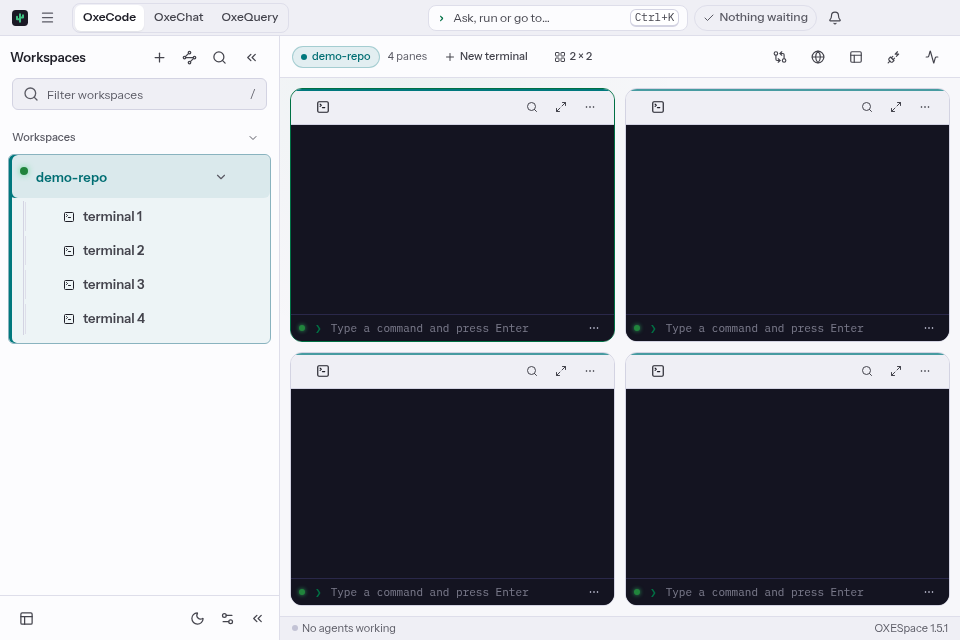 OxeCode OxeChat OxeQuery
Ask, run or go to... Ctrl+K
Nothing waiting
Workspaces
demo-repo 4 panes New terminal 2×2
Filter workspaces /
Workspaces
demo-repo
terminal 1
terminal 2
terminal 3
terminal 4
❯ Type a command and press Enter
❯ Type a command and press Enter
❯ Type a command and press Enter
❯ Type a command and press Enter
No agents working
OXESpace 1.5.1